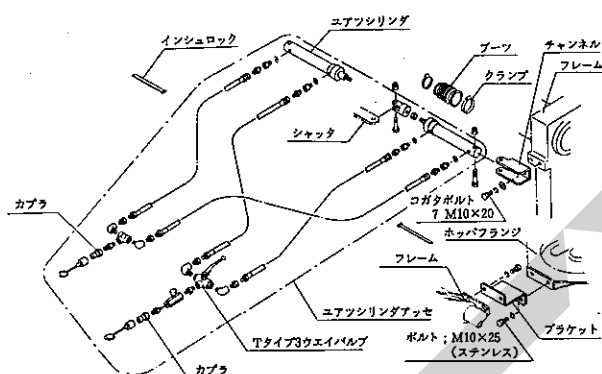 インシュロック
ユアツシリンダ
ブーツ
クランプ
チャンネル
フレーム
シャッタ
コガタボルト
7 M10×20
カプラ
ホッパフランジ
フレーム
ユアツシリンダアッセ
Tタイプ3ウエイバルブ
ブラケット
ボルト；M10×25
(ステンレス)
カプラ